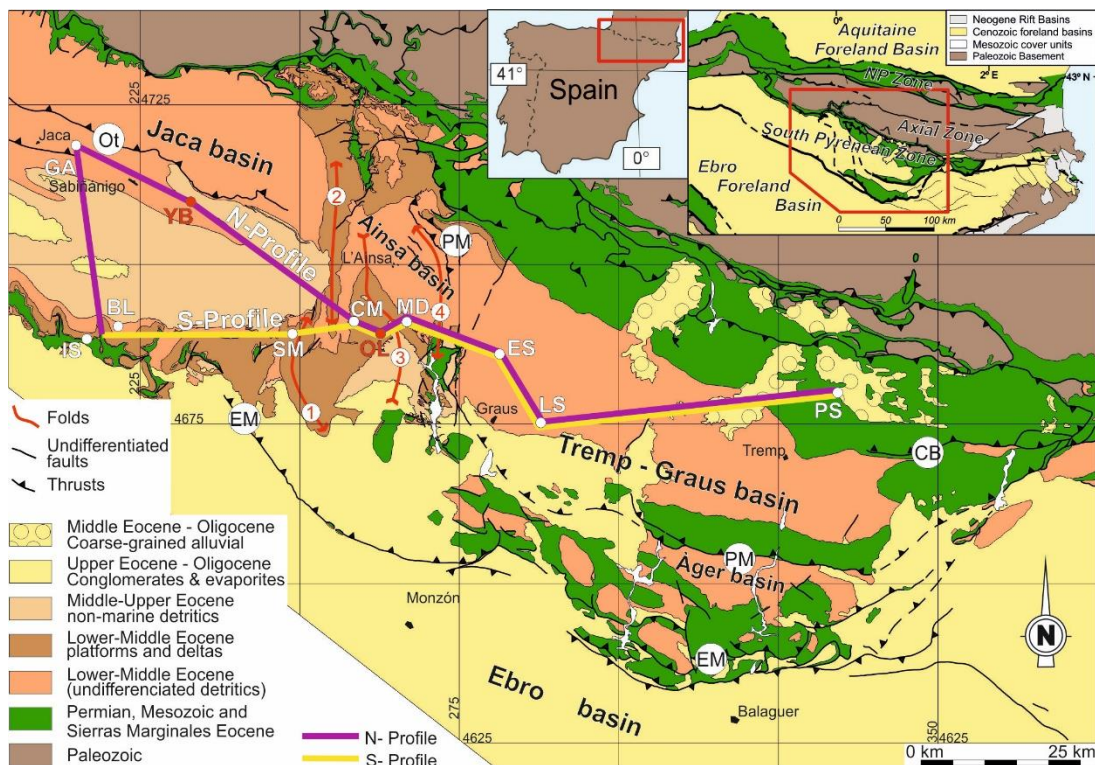 0°
Aquitaine
Foreland Basin
2° E
43° N
NP Zone
Axial Zone
South Pyrenean Zone
Ebro
Foreland
Basin
0 50 100 km
Neogene Rift Basins
Cenozoic foreland basins
Mesozoic cover units
Paleozoic Basement
41°
Spain
0°
225
4725
Jaca
Ot
Jaca basin
GA
Sabiñanigo
YB
N-Profile
2
Ainsa basin
L'Ainsa
PM
BL
S-Profile
CM
MD
4
IS
SM
OL
ES
3
225
4675
EM
1
Graus
LS
PS
Tremp
CB
Tremp - Graus basin
PM
Àger basin
Monzón
EM
Ebro basin
Balaguer
275
4625
350
4625
N
0 km 25 km
Folds
Undifferentiated
faults
Thrusts
Middle Eocene - Oligocene
Coarse-grained alluvial
Upper Eocene - Oligocene
Conglomerates & evaporites
Middle-Upper Eocene
non-marine detritics
Lower-Middle Eocene
platforms and deltas
Lower-Middle Eocene
(undifferenciated detritics)
Permian, Mesozoic and
Sierras Marginales Eocene
Paleozoic
N- Profile
S- Profile